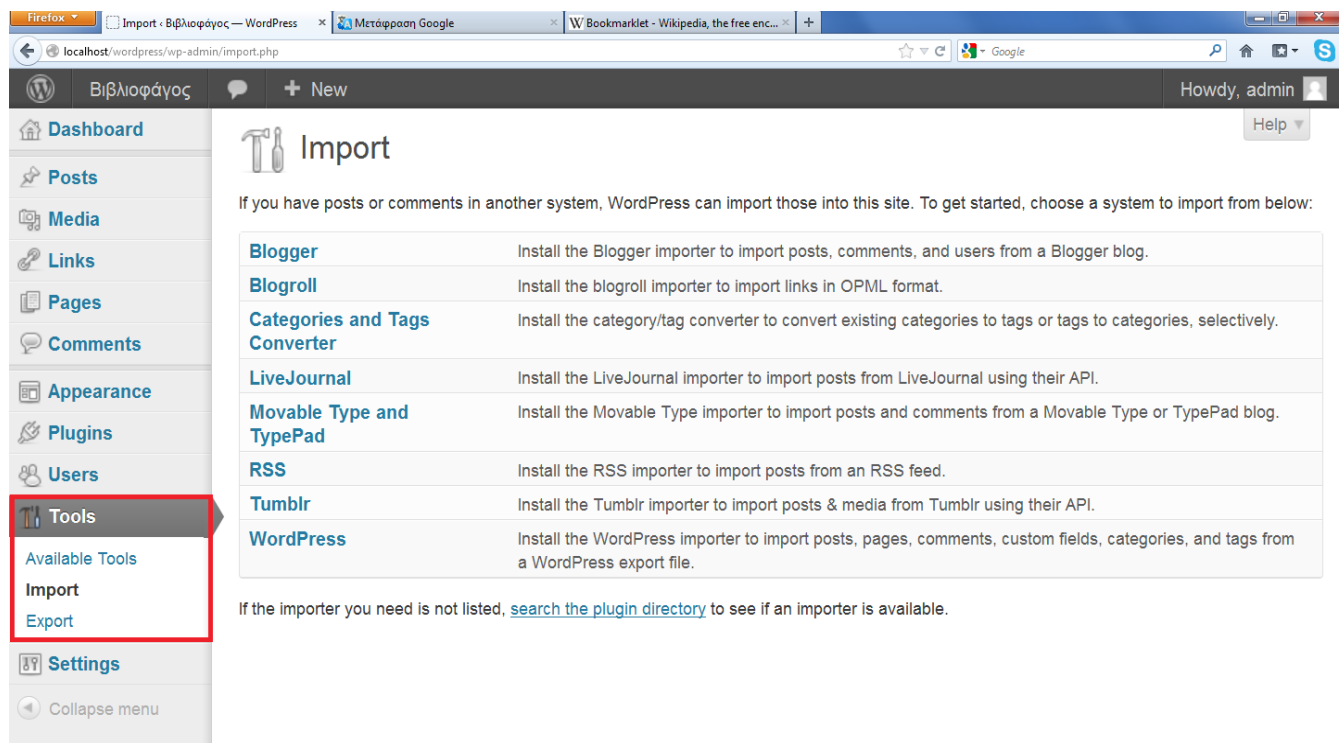 Firefox
Import ‹ Βιβλιοφάγος — WordPress
Μετάφραση Google
W Bookmarklet - Wikipedia, the free enc...
localhost/wordpress/wp-admin/import.php
Google
Βιβλιοφάγος
New
Howdy, admin
Help
Dashboard
Posts
Media
Links
Pages
Comments
Appearance
Plugins
Users
Tools
Available Tools
Import
Export
Settings
Collapse menu
Import
If you have posts or comments in another system, WordPress can import those into this site. To get started, choose a system to import from below:
Blogger
Install the Blogger importer to import posts, comments, and users from a Blogger blog.
Blogroll
Install the blogroll importer to import links in OPML format.
Categories and Tags
Converter
Install the category/tag converter to convert existing categories to tags or tags to categories, selectively.
LiveJournal
Install the LiveJournal importer to import posts from LiveJournal using their API.
Movable Type and
TypePad
Install the Movable Type importer to import posts and comments from a Movable Type or TypePad blog.
RSS
Install the RSS importer to import posts from an RSS feed.
Tumblr
Install the Tumblr importer to import posts & media from Tumblr using their API.
WordPress
Install the WordPress importer to import posts, pages, comments, custom fields, categories, and tags from
a WordPress export file.
If the importer you need is not listed, search the plugin directory to see if an importer is available.